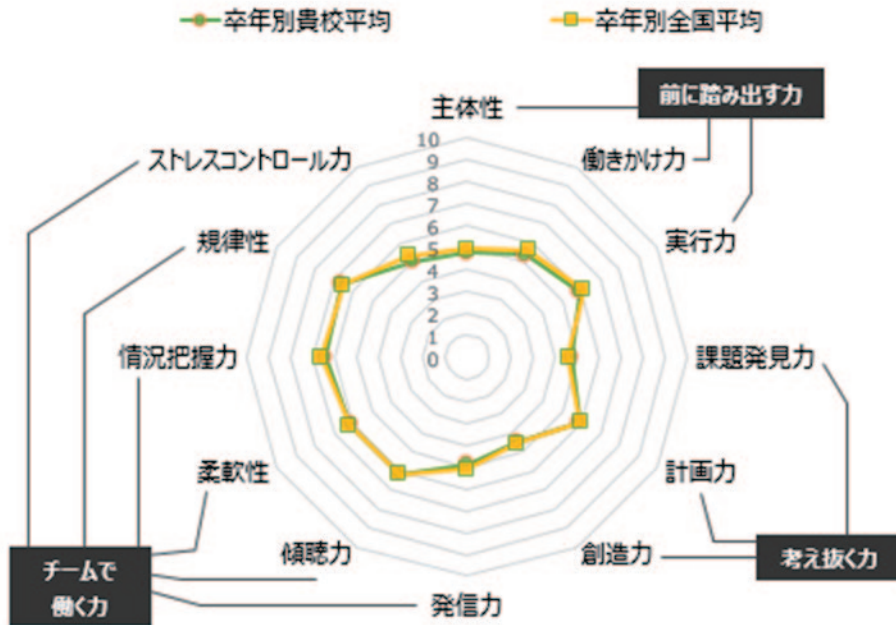 卒年別貴校平均
卒年別全国平均
主体性
前に踏み出す力
ストレスコントロール力
働きかけ力
規律性
実行力
情況把握力
課題発見力
柔軟性
計画力
傾聴力
創造力
発信力
チームで
働く力
考え抜く力
10
9
8
7
6
5
4
3
2
1
0